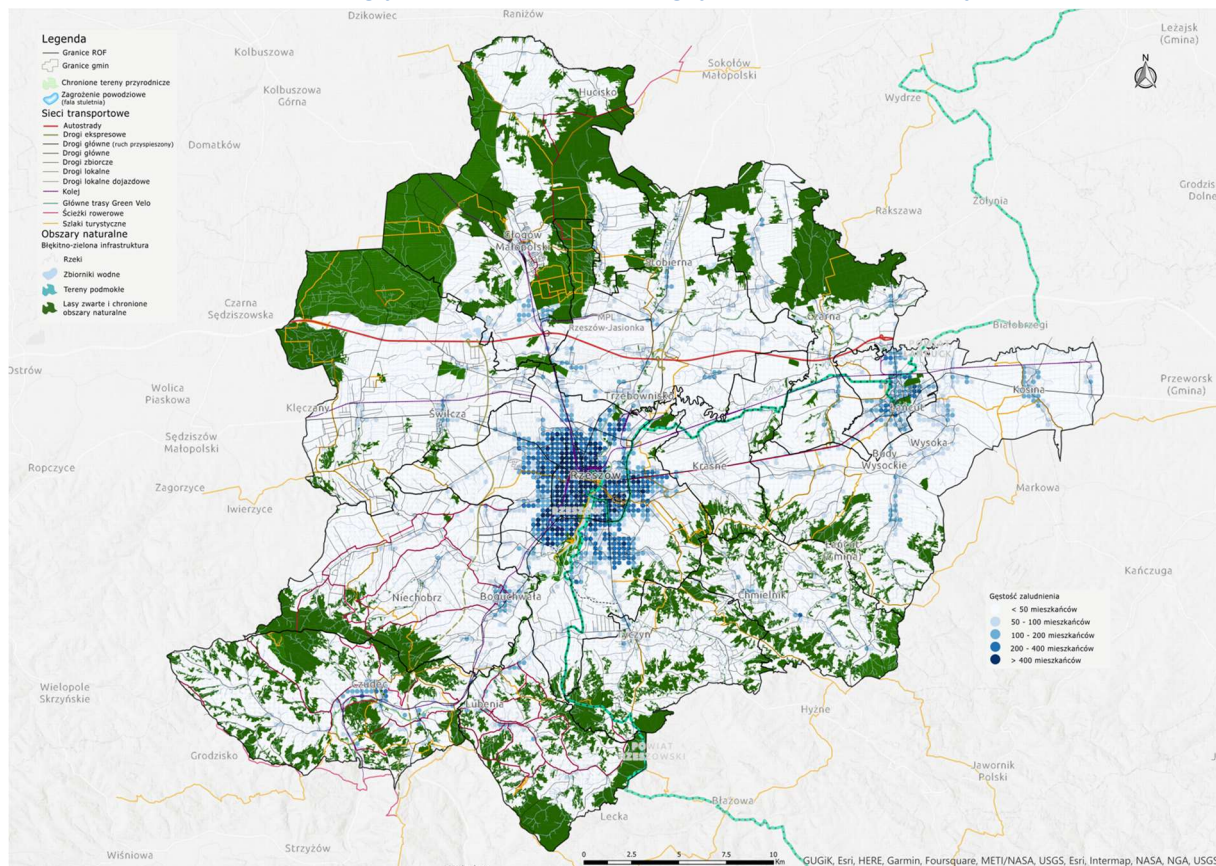 Legenda
Granice ROF
Granice gmin
Chronione tereny przyrodnicze
Zagrożenie powodziowe
(fala stuletnia)
Sieci transportowe
Autostrady
Drogi ekspresowe
Drogi główne (ruch przyspieszony)
Drogi główne
Drogi zbiorcze
Drogi lokalne
Drogi lokalne dojazdowe
Kolej
Główne trasy Green Velo
Ścieżki rowerowe
Szlaki turystyczne
Obszary naturalne
Błękitno-zielona infrastruktura
Rzeki
Zbiorniki wodne
Tereny podmokłe
Lasy zwarte i chronione
obszary naturalne
Dzikowiec
Raniżów
Leżajsk
(Gmina)
N
Kolbuszowa
Sokołów
Małopolski
Kolbuszowa
Górna
Hucisko
Wydrze
Domatków
Rakszawa
Żołynia
Głogów
Małopolski
Czarna
Sędziszowska
MPL
Rzeszów-Jasionka
Czarna
Białobrzegi
Ostrów
Wolica
Piaskowa
Klęczany
Świlcza
Trzebownisko
Łańcut
Kosina
Przeworsk
(Gmina)
Sędziszów
Małopolski
Wysoka
Budy
Wysockie
Krasne
Rzeszów
Ropczyce
Zagorzyce
Iwierzyce
Markowa
RZESZÓW
(Gmina)
Kańczuga
Niechobrz
Boguchwała
Chmielnik
Tyczyn
Gęstość zaludnienia
< 50 mieszkańców
50 - 100 mieszkańców
100 - 200 mieszkańców
200 - 400 mieszkańców
> 400 mieszkańców
Wielopole
Skrzyńskie
Czudec
Lubenia
Hyżne
POWIAT
RZESZOWSKI
Grodzisko
Jawornik
Polski
Błażowa
Lecka
Wiśniowa
Strzyżów
0 2.5 5 7.5 10
Km
GUGiK, Esri, HERE, Garmin, Foursquare, METI/NASA, USGS, Esri, Intermap, NASA, NGA, USGS